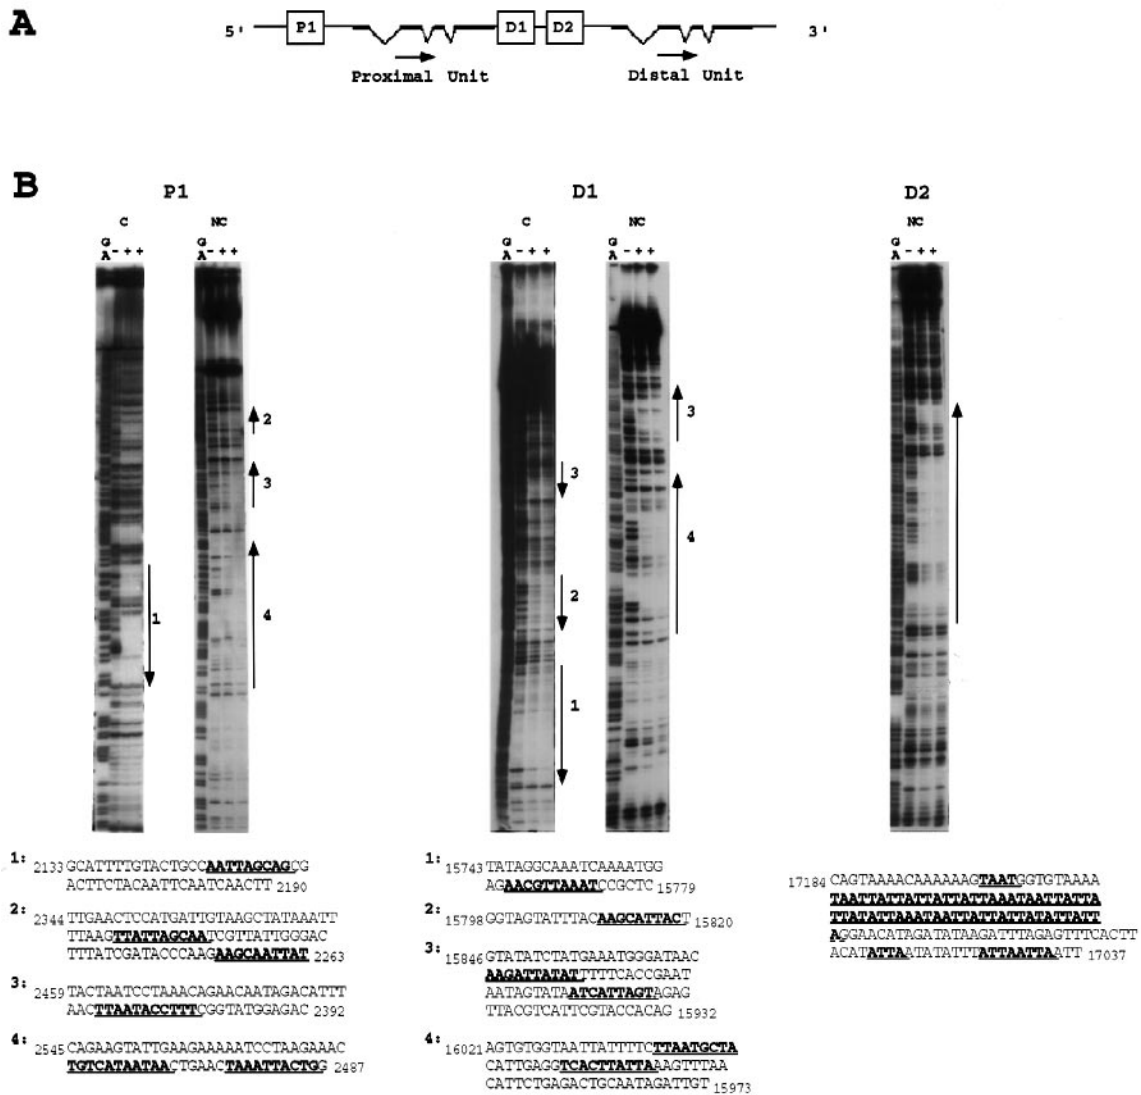 A
5' P1 D1 D2 3'
Proximal Unit Distal Unit
B
P1 D1 D2
C NC C NC NC
G A - + + G A - + + G A - + + G A - + + G A - + +
2
3
4
1
3
2
1
3
4
1: 2133 GCATTTTGTACTGCCAATTAGCAGCG
ACTTCTACAATTCAATCAACTT 2190
2: 2344 TTGAACTCCATGATTGTAAGCTATAAATT
TTAAGTTATTAGCAATCGTTATTGGGAC
TTTATCGATACCCAAGAAGCAATTAT 2263
3: 2459 TACTAATCCTAAACAGAACAATAGACATTT
AACTTAATACCTTTCGGTATGGAGAC 2392
4: 2545 CAGAAGTATTGAAGAAAAATCCTAAGAAAC
TGTCATAATAACTGAACTAAATTACTGG 2487
1: 15743 TATAGGCAAATCAAAATGG
AGAACGTTAAATCCGCTC 15779
2: 15798 GGTAGTATTTACAAGCATTACT 15820
3: 15846 GTATATCTATGAAATGGGATAAC
AAGATTATATTTTTCACCGAAT
AATAGTATAATCATTAGTAGAG
TTACGTCATTCGTACCACAG 15932
4: 16021 AGTGTGGTAATTATTTTCTTAATGCTA
CATTGAGGTCACTTATTAAAGTTTAA
CATTCTGAGACTGCAATAGATTGT 15973
17184 CAGTAAAACAAAAAAGTAATGGTGTAAAA
TAATTATTATTATTATTAAATAATTATTA
TTATATTAAATAATTATTATTATTATTATT
AGGAACATAGATATAAGATTTAGAGTTTCACTT
ACATATTAATATATTTATTAATTAATT 17037